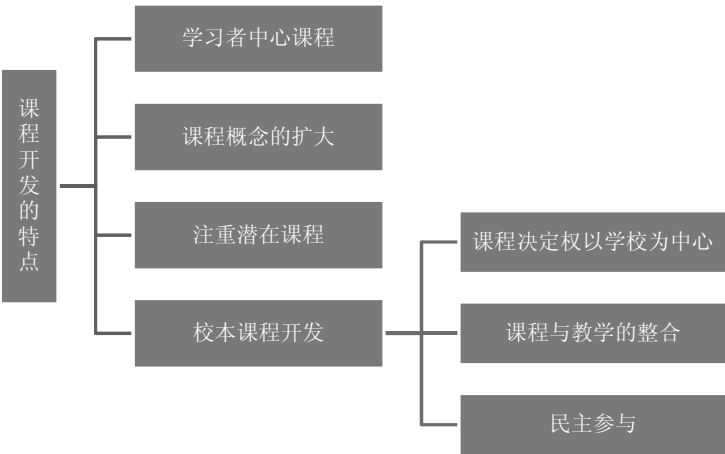 课程开发的特点
学习者中心课程
课程概念的扩大
注重潜在课程
校本课程开发
课程决定权以学校为中心
课程与教学的整合
民主参与